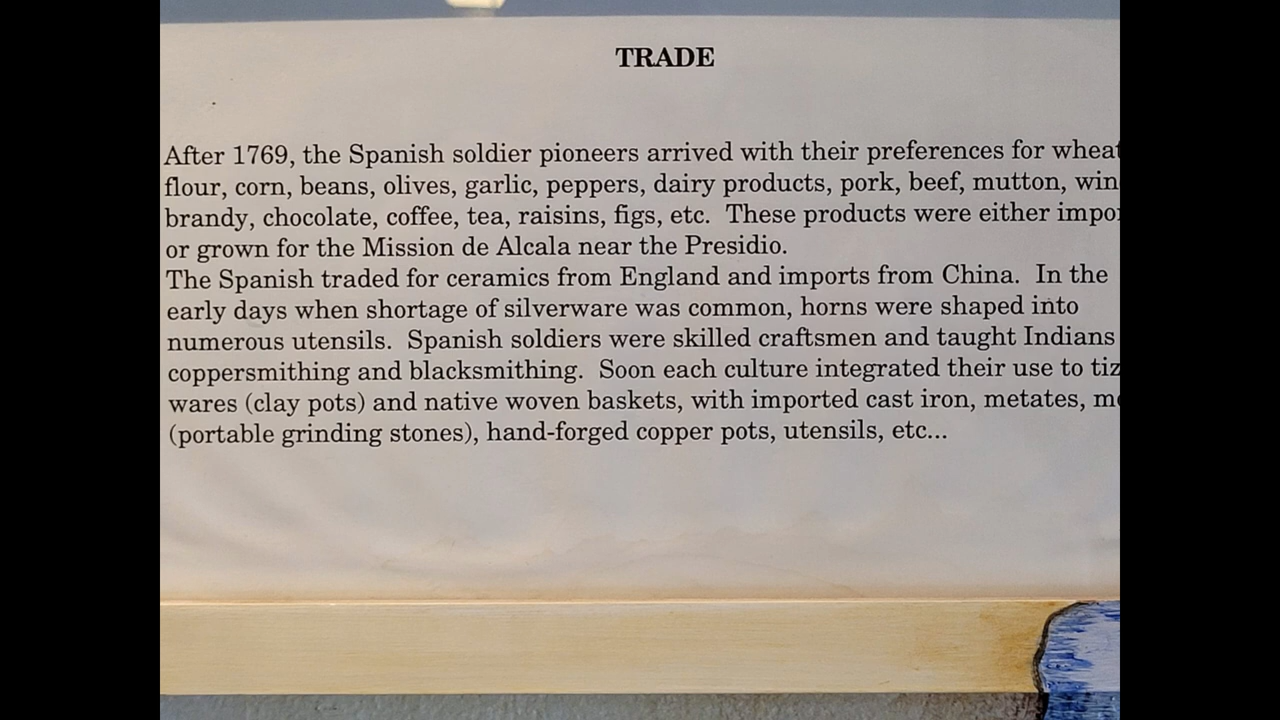 TRADE
After 1769, the Spanish soldier pioneers arrived with their preferences for wheat
flour, corn, beans, olives, garlic, peppers, dairy products, pork, beef, mutton, win
brandy, chocolate, coffee, tea, raisins, figs, etc.  These products were either impo
or grown for the Mission de Alcala near the Presidio.
The Spanish traded for ceramics from England and imports from China.  In the
early days when shortage of silverware was common, horns were shaped into
numerous utensils.  Spanish soldiers were skilled craftsmen and taught Indians
coppersmithing and blacksmithing.  Soon each culture integrated their use to tiz
wares (clay pots) and native woven baskets, with imported cast iron, metates, m
(portable grinding stones), hand-forged copper pots, utensils, etc...